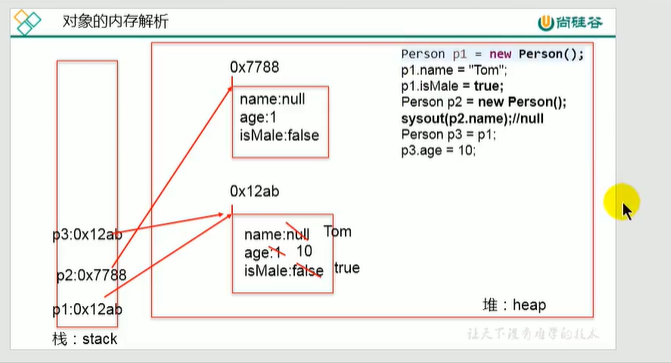 对象的内存解析
尚硅谷
0x7788
name:null
age:1
isMale:false
Person p1 = new Person();
p1.name = "Tom";
p1.isMale = true;
Person p2 = new Person();
sysout(p2.name);//null
Person p3 = p1;
p3.age = 10;
0x12ab
name:null Tom
age:1 10
isMale:false true
p3:0x12ab
p2:0x7788
p1:0x12ab
栈：stack
堆：heap
让天下没有难学的技术